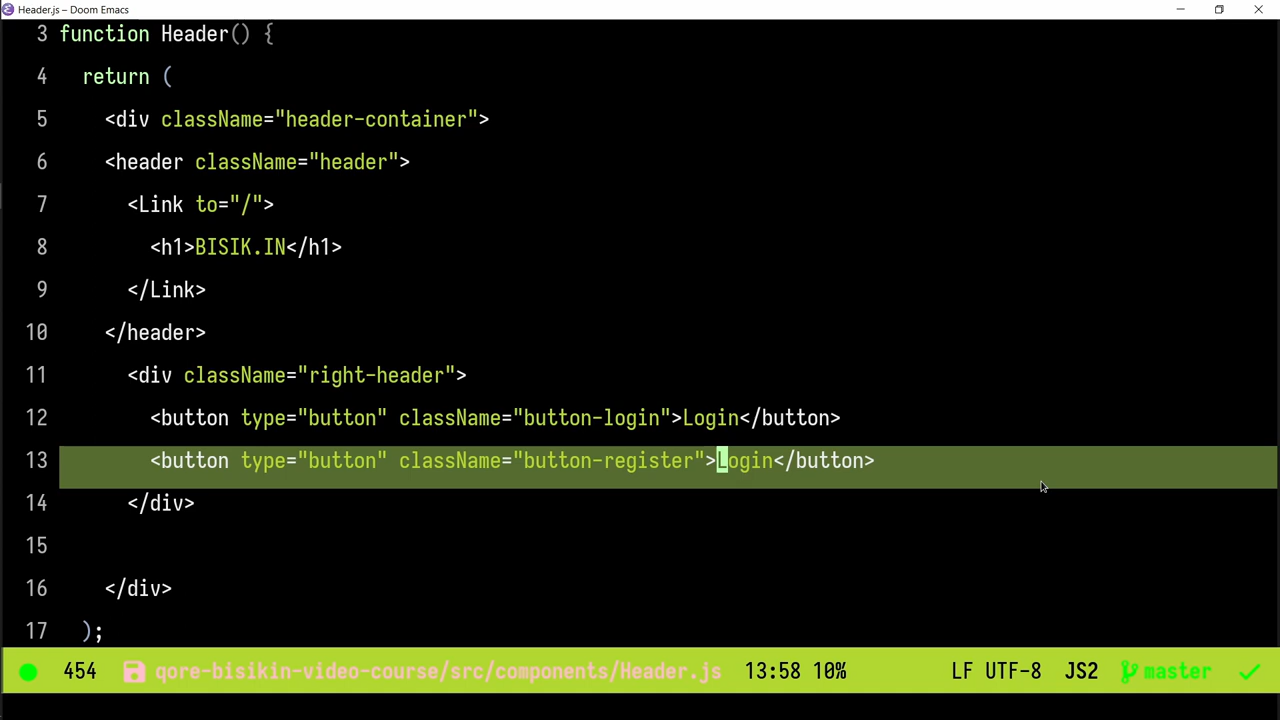 Header.js – Doom Emacs
3 function Header() {
4 return (
5 <div className="header-container">
6 <header className="header">
7 <Link to="/">
8 <h1>BISIK.IN</h1>
9 </Link>
10 </header>
11 <div className="right-header">
12 <button type="button" className="button-login">Login</button>
13 <button type="button" className="button-register">Login</button>
14 </div>
15
16 </div>
17 );
454 qore-bisikin-video-course/src/components/Header.js 13:58 10% LF UTF-8 JS2 master